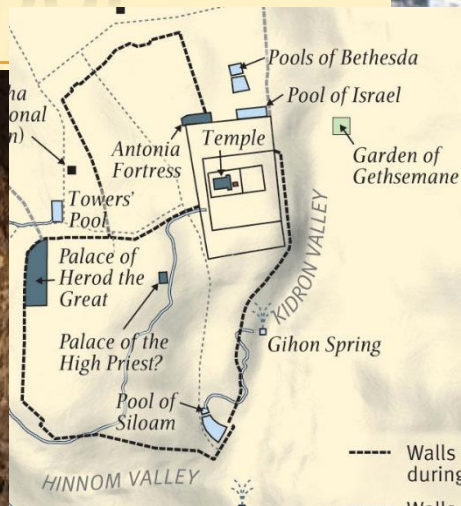 Pools of Bethesda
Pool of Israel
Temple
Antonia
Fortress
Garden of
Gethsemane
Towers'
Pool
Palace of
Herod the
Great
KIDRON VALLEY
Palace of the
High Priest?
Gihon Spring
Pool of
Siloam
HINNOM VALLEY
Walls
during